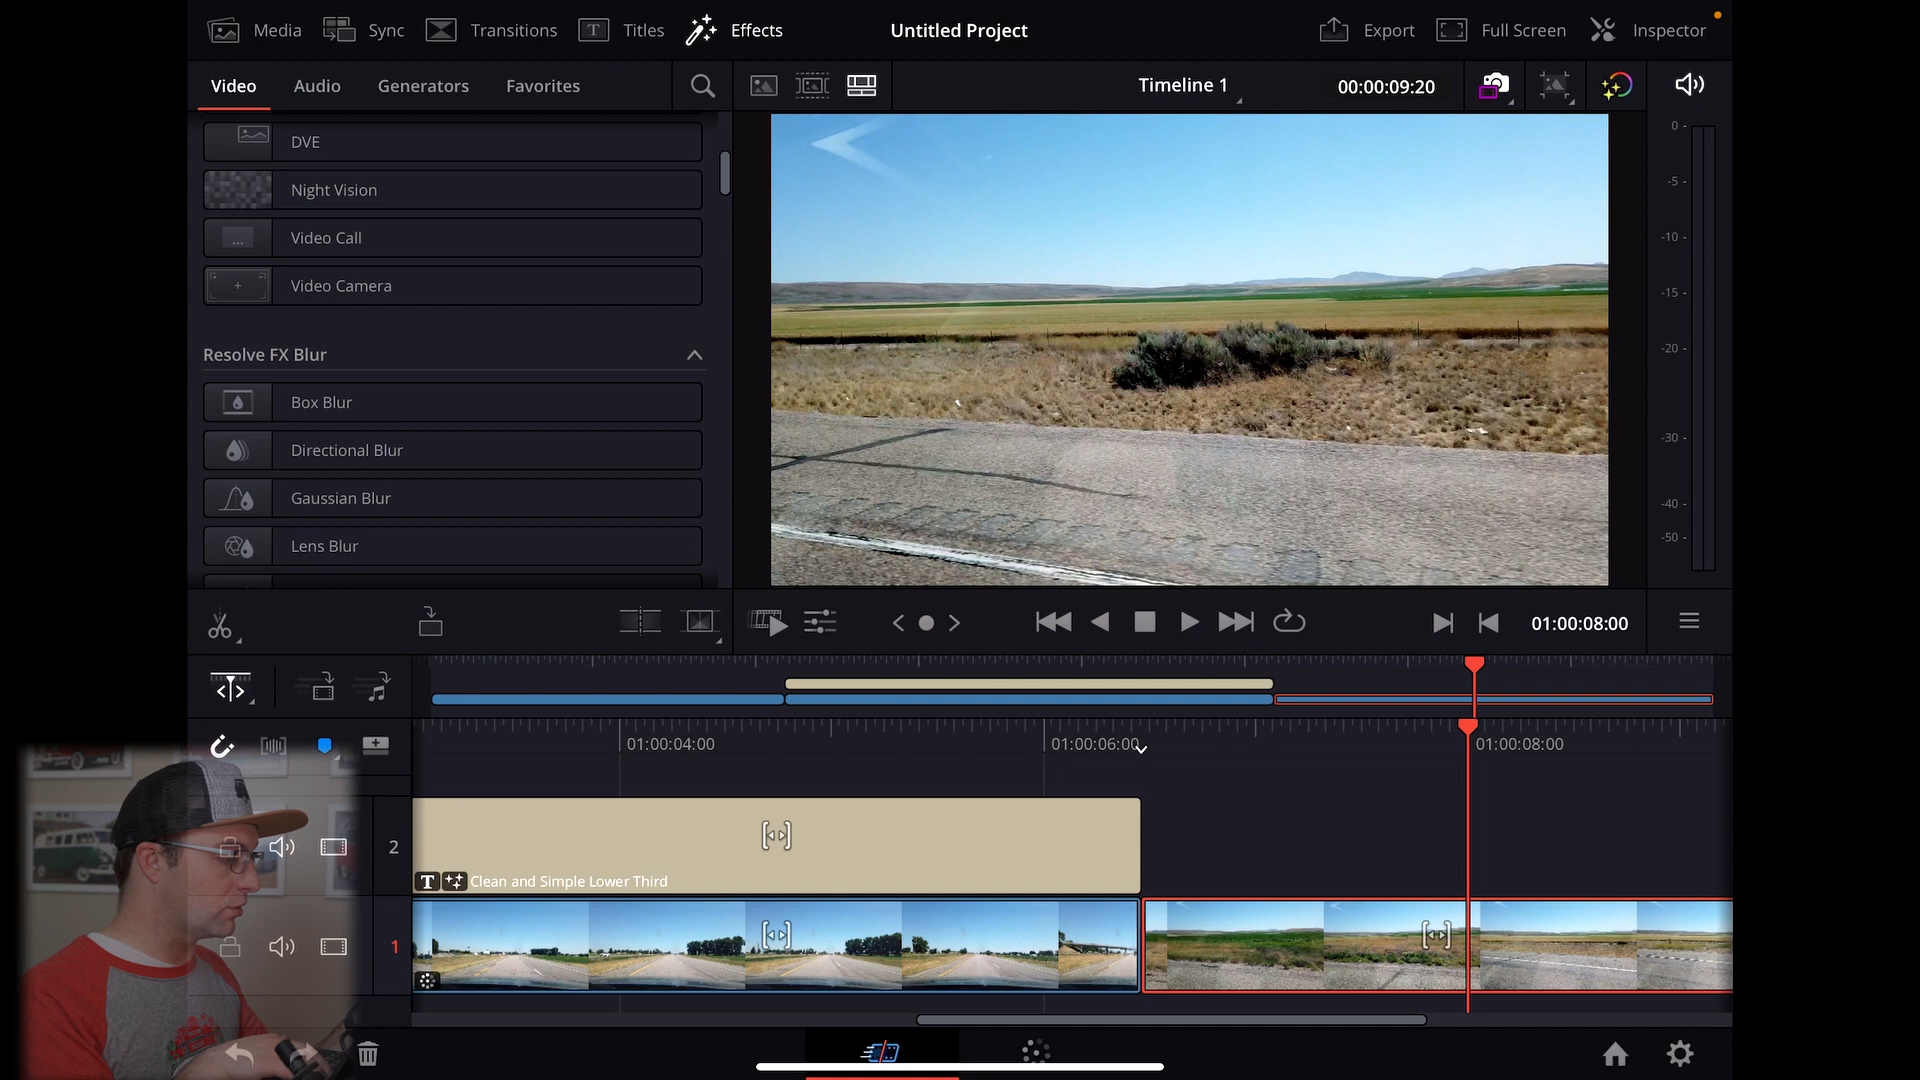 Media
Sync
Transitions
Titles
Effects
Untitled Project
Export
Full Screen
Inspector
Video
Audio
Generators
Favorites
Timeline 1
00:00:09:20
DVE
Night Vision
Video Call
Video Camera
Resolve FX Blur
Box Blur
Directional Blur
Gaussian Blur
Lens Blur
0 -
-5 -
-10 -
-15 -
-20 -
-30 -
-40 -
-50 -
01:00:08:00
01:00:04:00
01:00:06:00
01:00:08:00
2
T Clean and Simple Lower Third
1